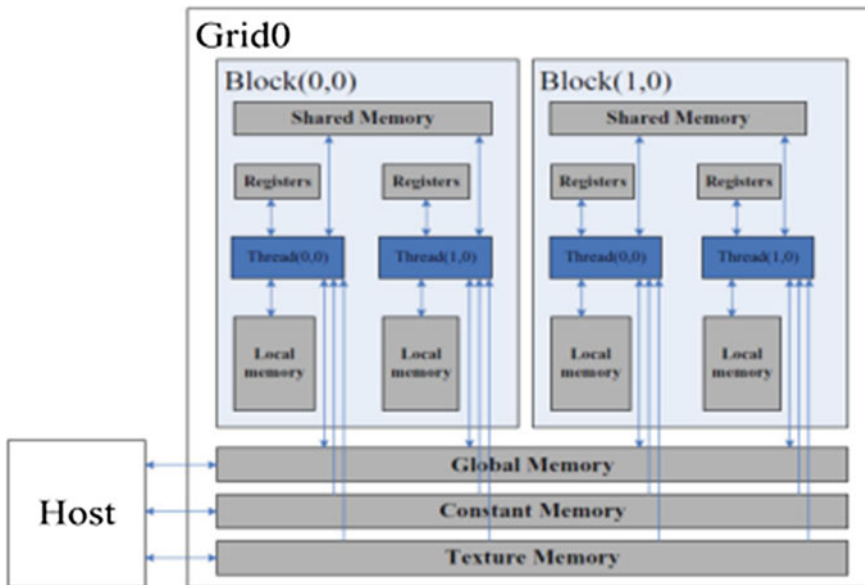 Grid0
Block(0,0)
Shared Memory
Registers
Registers
Thread(0,0)
Thread(1,0)
Local
memory
Local
memory
Block(1,0)
Shared Memory
Registers
Registers
Thread(0,0)
Thread(1,0)
Local
memory
Local
memory
Host
Global Memory
Constant Memory
Texture Memory